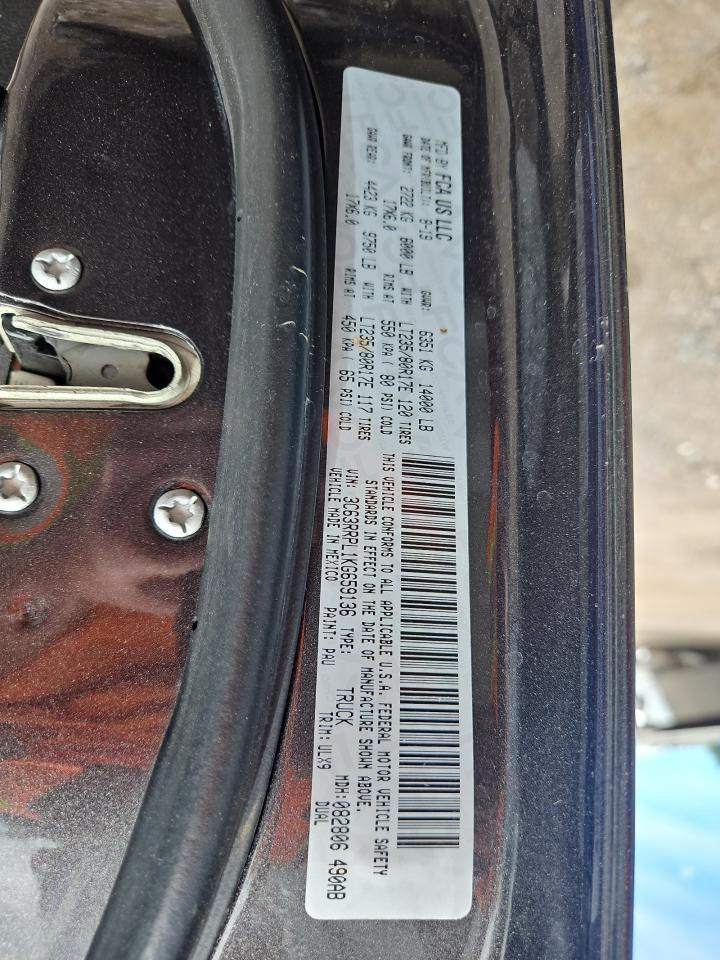 MFD BY FCA US LLC
DATE OF MFR: 8-19 GVWR: 6351 KG 14000 LB
GAWR FRONT: 2722 KG 6000 LB WITH LT235/80R17E 120 TIRES
17X6.0 RIMS AT 550 KPA ( 80 PSI) COLD
GAWR REAR: 4423 KG 9750 LB WITH LT235/80R17E 117 TIRES
17X6.0 RIMS AT 450 KPA ( 65 PSI) COLD
THIS VEHICLE CONFORMS TO ALL APPLICABLE U.S.A. FEDERAL MOTOR VEHICLE SAFETY
STANDARDS IN EFFECT ON THE DATE OF MANUFACTURE SHOWN ABOVE.
VIN: 3C63RRPL1KG659136 TYPE: TRUCK MDH:082806 490AB
DUAL
VEHICLE MADE IN MEXICO PAINT: PAU TRIM: VLX9